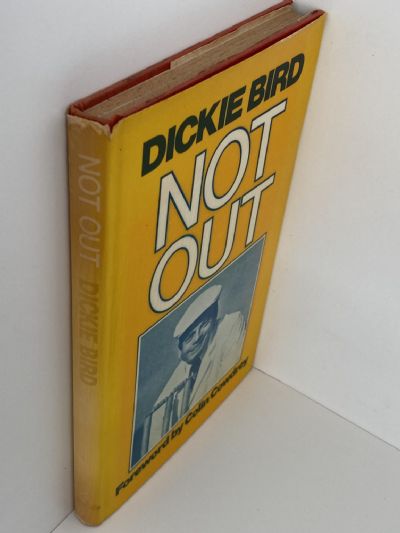 DICKIE BIRD
NOT
OUT
Foreword by Colin Cowdrey
NOT OUT DICKIE BIRD